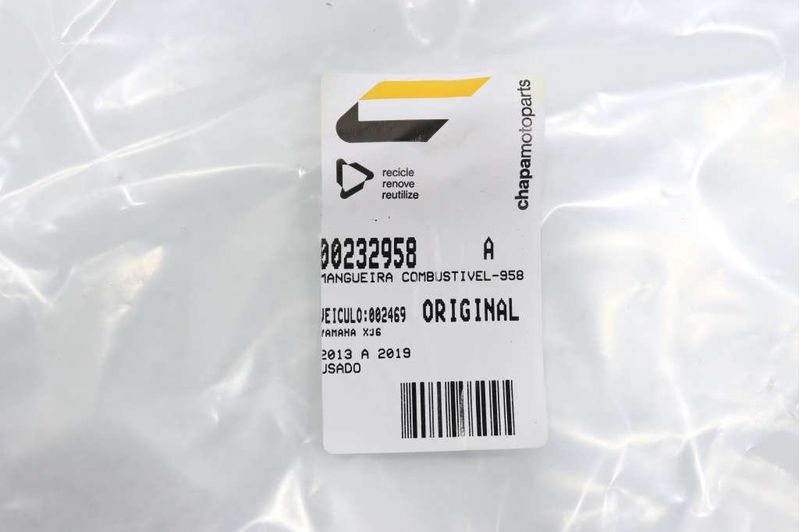 chapamotoparts
recicle
renove
reutilize
00232958 A
MANGUEIRA COMBUSTIVEL-958
VEICULO:002469 ORIGINAL
YAMAHA XJ6
2013 A 2019
USADO